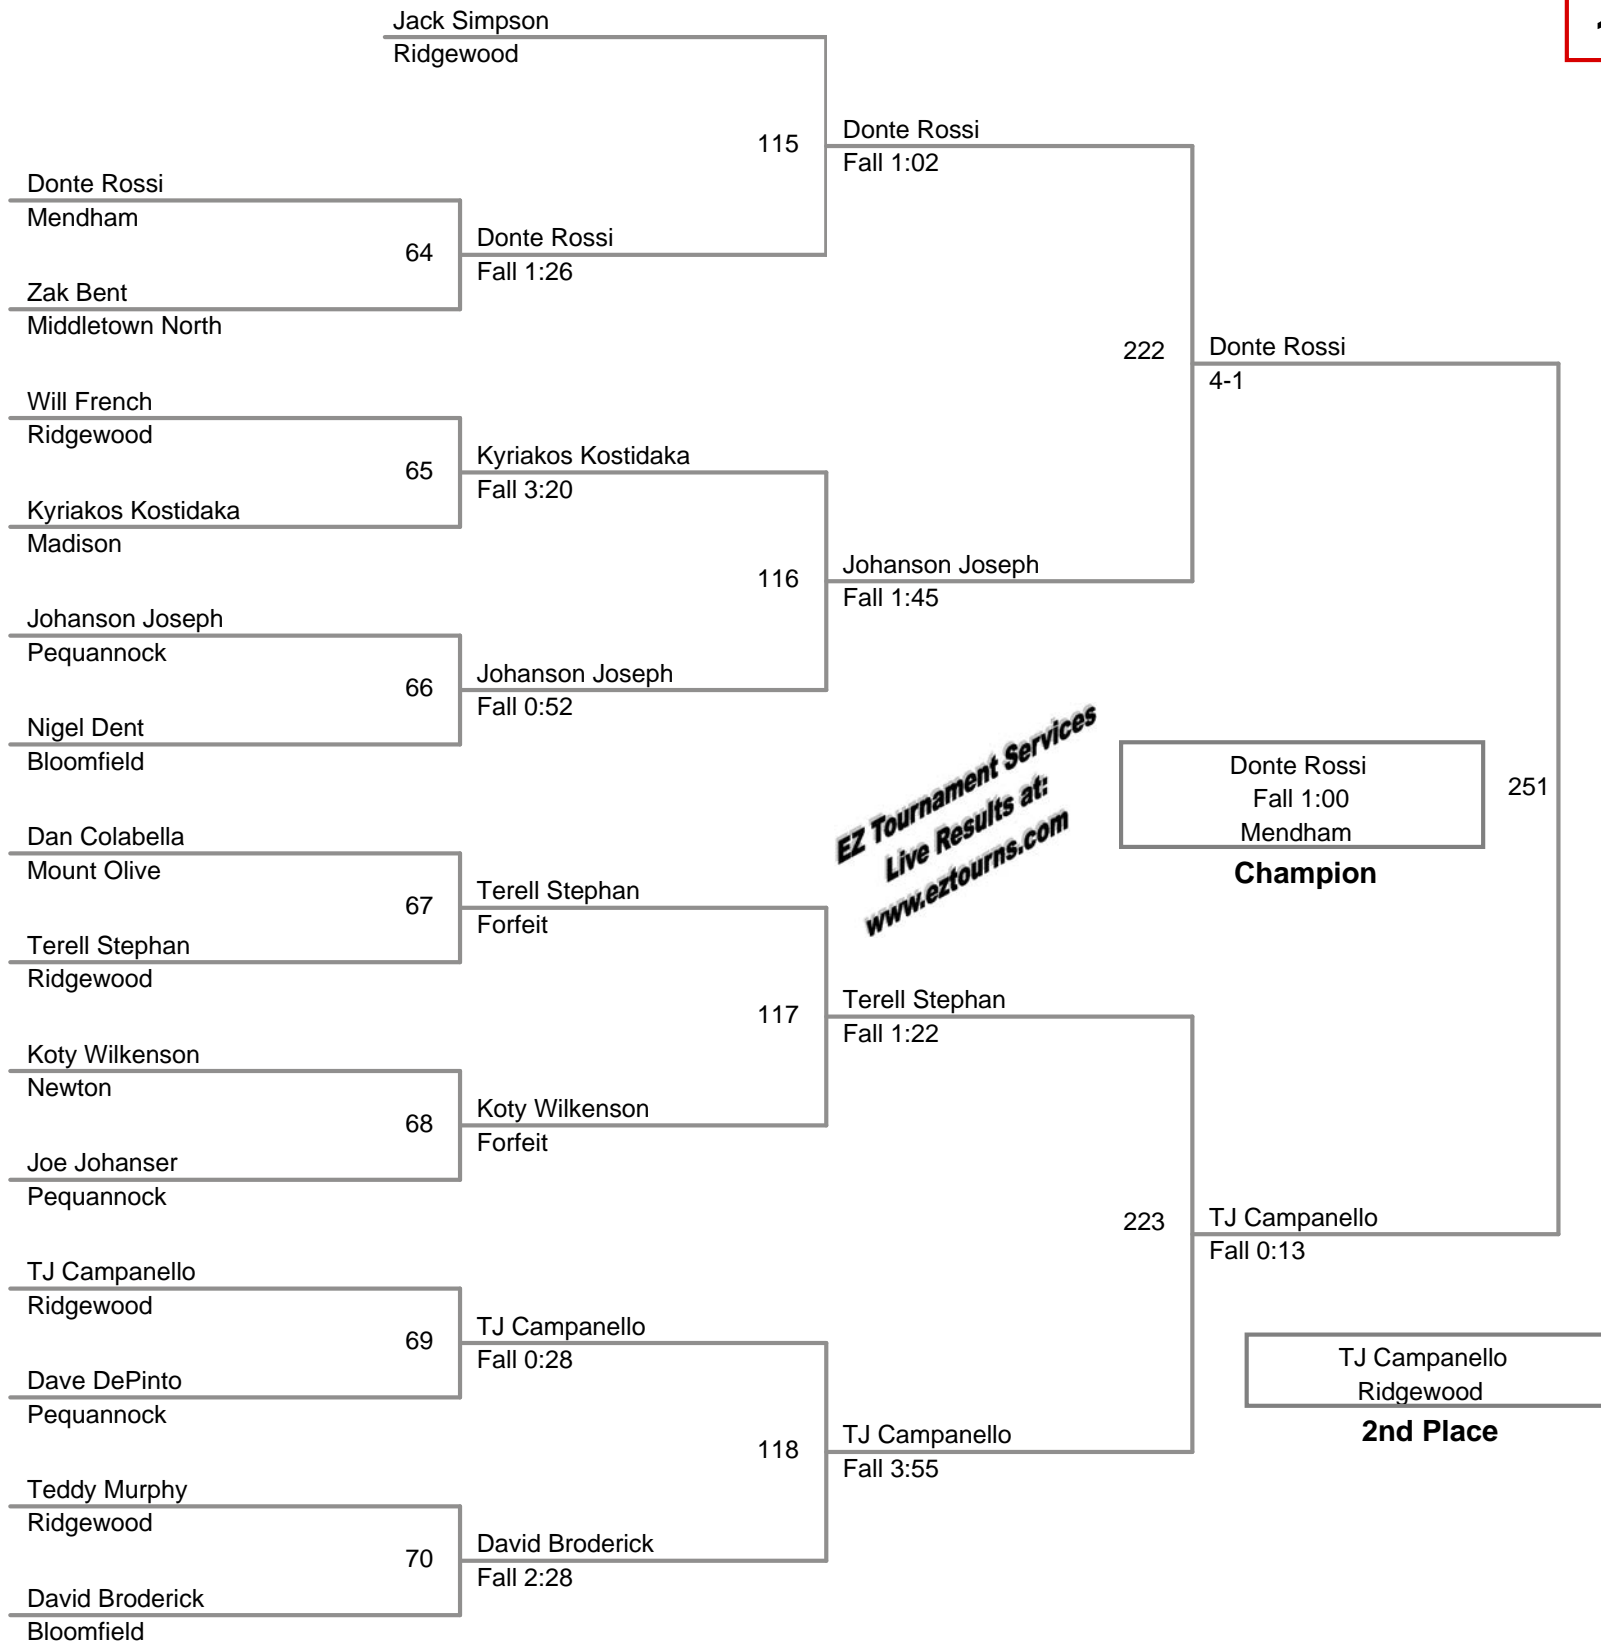 Jack Simpson
Ridgewood
115
Donte Rossi
Fall 1:02
Donte Rossi
Mendham
64
Donte Rossi
Fall 1:26
Zak Bent
Middletown North
222
Donte Rossi
4-1
Will French
Ridgewood
65
Kyriakos Kostidaka
Fall 3:20
Kyriakos Kostidaka
Madison
116
Johanson Joseph
Fall 1:45
Johanson Joseph
Pequannock
66
Johanson Joseph
Fall 0:52
Nigel Dent
Bloomfield
EZ Tournament Services
Live Results at:
www.eztourns.com
Donte Rossi
Fall 1:00
Mendham
Champion
251
Dan Colabella
Mount Olive
67
Terell Stephan
Forfeit
Terell Stephan
Ridgewood
117
Terell Stephan
Fall 1:22
Koty Wilkenson
Newton
68
Koty Wilkenson
Forfeit
Joe Johanser
Pequannock
223
TJ Campanello
Fall 0:13
TJ Campanello
Ridgewood
69
TJ Campanello
Fall 0:28
Dave DePinto
Pequannock
TJ Campanello
Ridgewood
2nd Place
118
TJ Campanello
Fall 3:55
Teddy Murphy
Ridgewood
70
David Broderick
Fall 2:28
David Broderick
Bloomfield